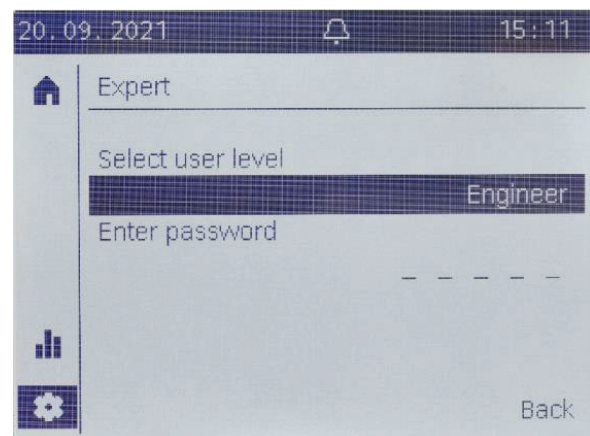 20.09.2021 15:11
Expert
Select user level
Engineer
Enter password
_ _ _ _ _
Back